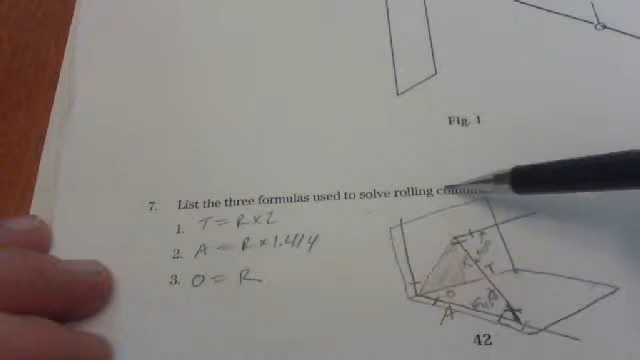 Fig. 1
7. List the three formulas used to solve rolling
1. T = R x 2
2. A = R x 1.414
3. O = R
T
O
A
A
42